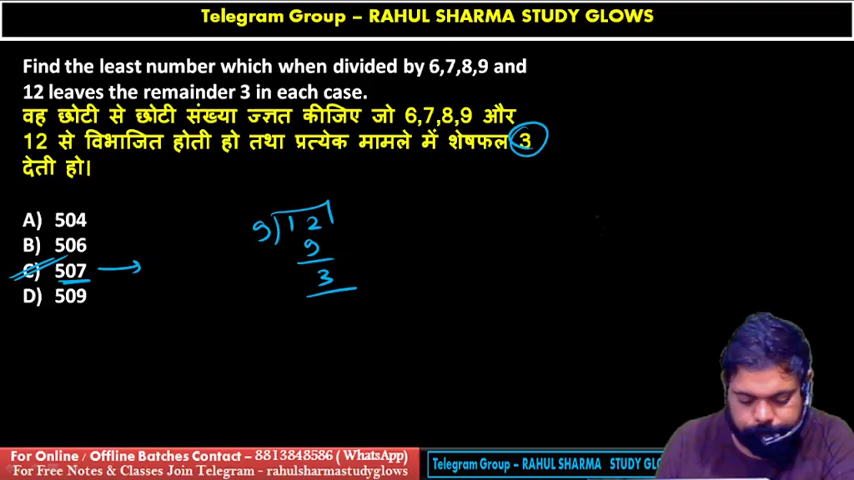 Telegram Group – RAHUL SHARMA STUDY GLOWS
Find the least number which when divided by 6,7,8,9 and
12 leaves the remainder 3 in each case.
वह छोटी से छोटी संख्या ज्ञात कीजिए जो 6,7,8,9 और
12 से विभाजित होती हो तथा प्रत्येक मामले में शेषफल 3
देती हो।
A) 504
B) 506
C) 507
D) 509
9) 12
9
3
For Online / Offline Batches Contact – 8813848586 ( WhatsApp)
For Free Notes & Classes Join Telegram - rahulsharmastudyglows
Telegram Group – RAHUL SHARMA STUDY GLO